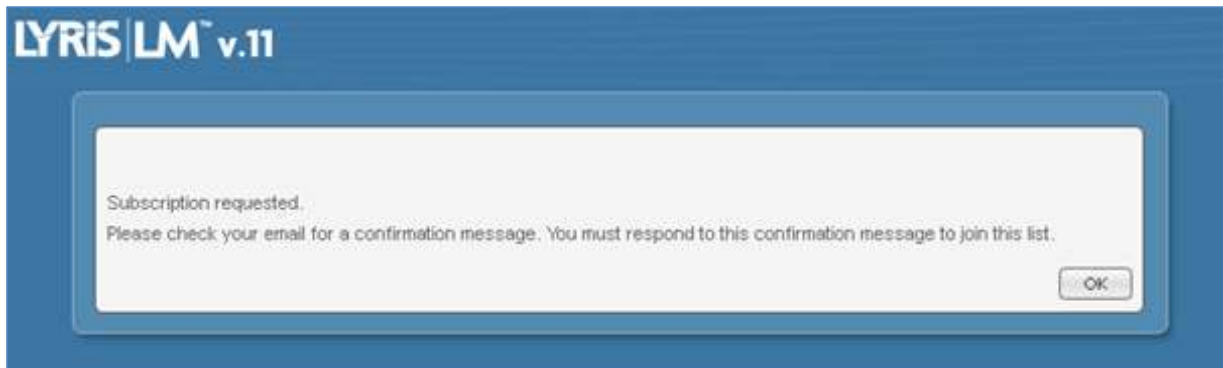 LYRiS LM™ v.11
Subscription requested.
Please check your email for a confirmation message. You must respond to this confirmation message to join this list.
OK